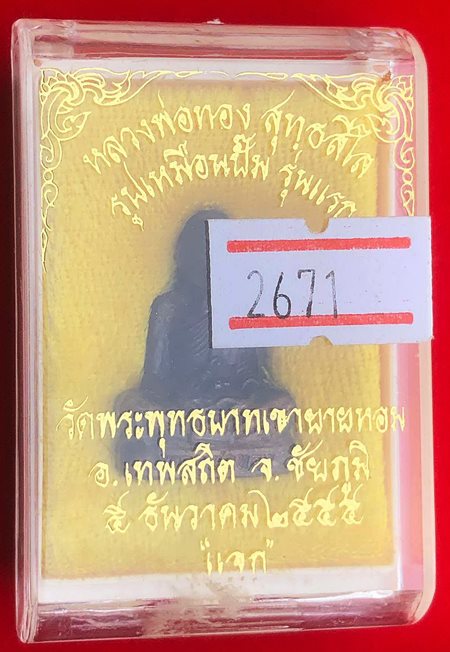 หลวงพ่อทอง สุทฺธสีโล
รูปเหมือนปั๊ม รุ่นแรก
2671
วัดพระพุทธบาทเขายายหอม
อ.เทพสถิต จ.ชัยภูมิ
๕ ธันวาคม ๒๕๕๕
"แจก"